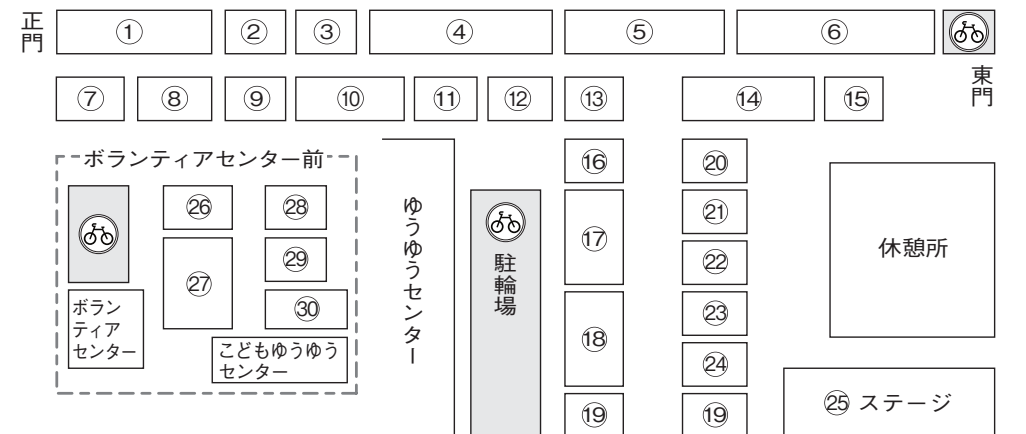 正門
①
②
③
④
⑤
⑥
東門
⑦
⑧
⑨
⑩
⑪
⑫
⑬
⑭
⑮
ボランティアセンター前
㉖
㉘
㉗
㉙
㉚
ボラン
ティア
センター
こどもゆうゆう
センター
ゆうゆうセンター
駐輪場
⑯
⑰
⑱
⑲
⑳
㉑
㉒
㉓
㉔
⑲
休憩所
㉕ ステージ